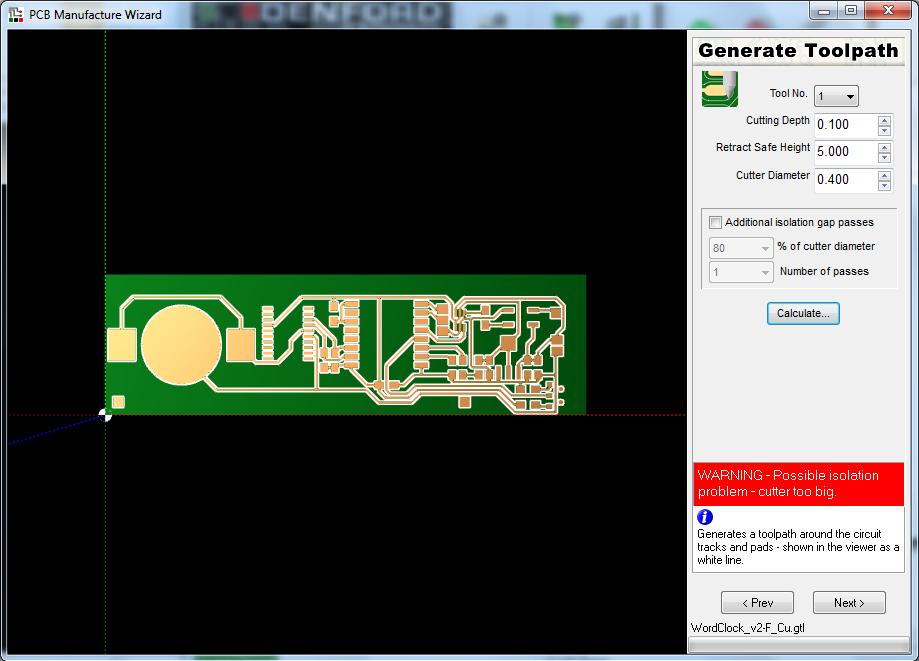 PCB Manufacture Wizard
DENFORD
Generate Toolpath
Tool No. 1
Cutting Depth 0.100
Retract Safe Height 5.000
Cutter Diameter 0.400
Additional isolation gap passes
80 % of cutter diameter
1 Number of passes
Calculate...
WARNING - Possible isolation
problem - cutter too big.
i
Generates a toolpath around the circuit
tracks and pads - shown in the viewer as a
white line.
< Prev Next >
WordClock_v2-F_Cu.gtl